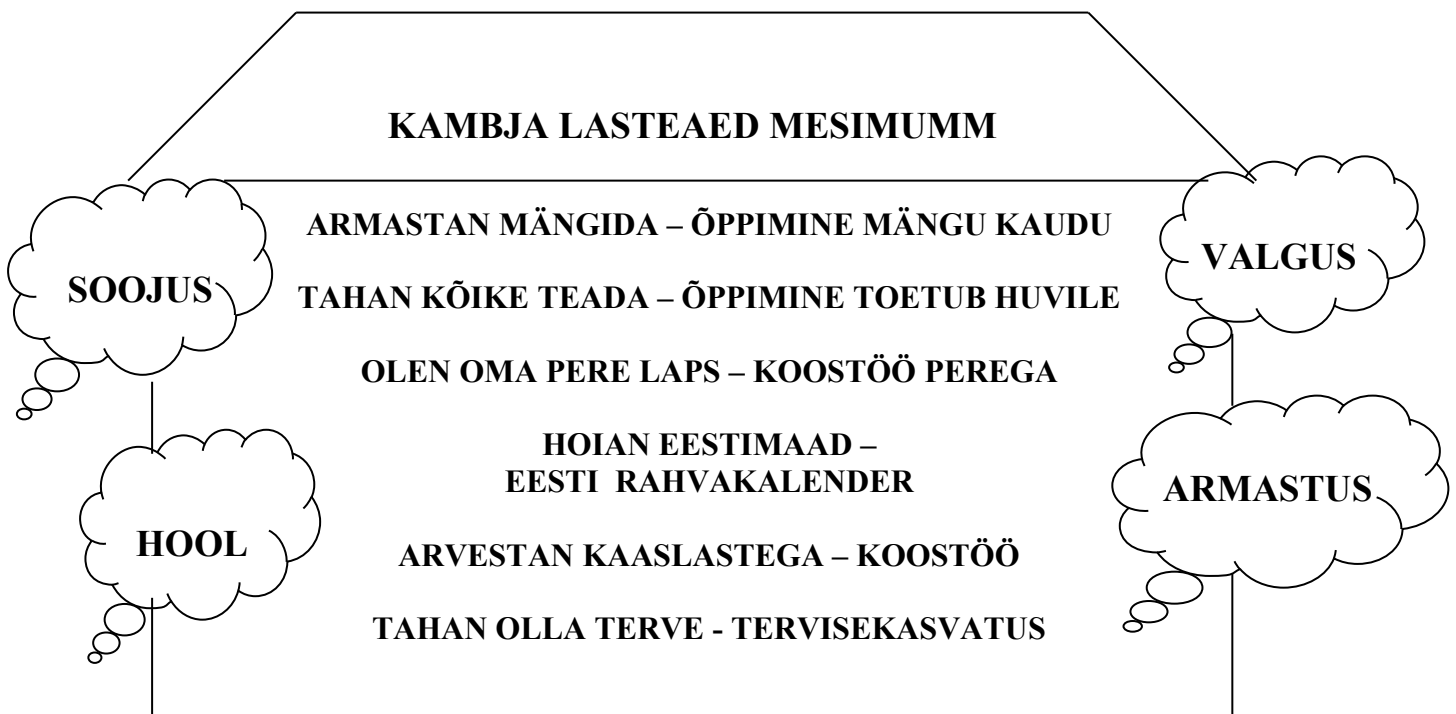 KAMBJA LASTEAED MESIMUMM
ARMASTAN MÄNGIDA – ÕPPIMINE MÄNGU KAUDU
SOOJUS
VALGUS
TAHAN KÕIKE TEADA – ÕPPIMINE TOETUB HUVILE
OLEN OMA PERE LAPS – KOOSTÖÖ PEREGA
HOIAN EESTIMAAD –
EESTI RAHVAKALENDER
HOOL
ARMASTUS
ARVESTAN KAASLASTEGA – KOOSTÖÖ
TAHAN OLLA TERVE - TERVISEKASVATUS